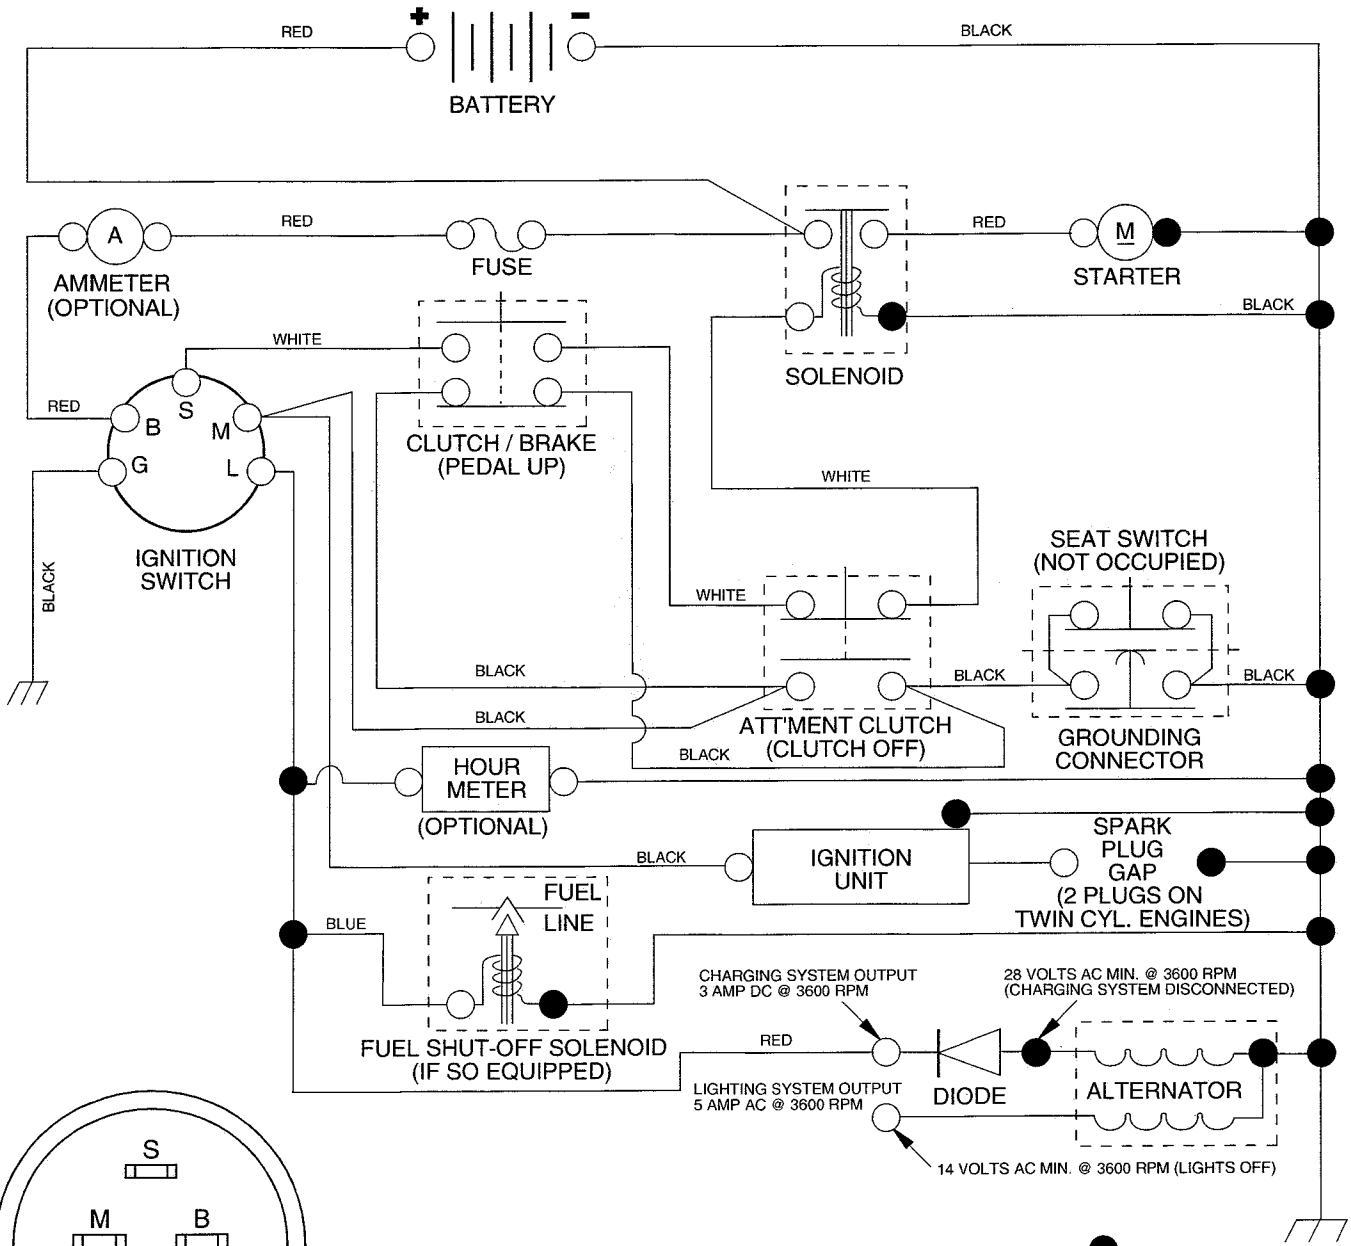 + -
RED
BLACK
BATTERY
A
RED
FUSE
RED
M
STARTER
AMMETER
(OPTIONAL)
BLACK
WHITE
SOLENOID
RED
S
B
M
G
L
CLUTCH / BRAKE
(PEDAL UP)
WHITE
IGNITION
SWITCH
BLACK
SEAT SWITCH
(NOT OCCUPIED)
WHITE
BLACK
BLACK
BLACK
BLACK
ATT'MENT CLUTCH
(CLUTCH OFF)
BLACK
GROUNDING
CONNECTOR
HOUR
METER
(OPTIONAL)
BLACK
IGNITION
UNIT
SPARK
PLUG
GAP
(2 PLUGS ON
TWIN CYL. ENGINES)
FUEL
LINE
BLUE
FUEL SHUT-OFF SOLENOID
(IF SO EQUIPPED)
CHARGING SYSTEM OUTPUT
3 AMP DC @ 3600 RPM
28 VOLTS AC MIN. @ 3600 RPM
(CHARGING SYSTEM DISCONNECTED)
RED
DIODE
ALTERNATOR
LIGHTING SYSTEM OUTPUT
5 AMP AC @ 3600 RPM
14 VOLTS AC MIN. @ 3600 RPM (LIGHTS OFF)
S
M
B